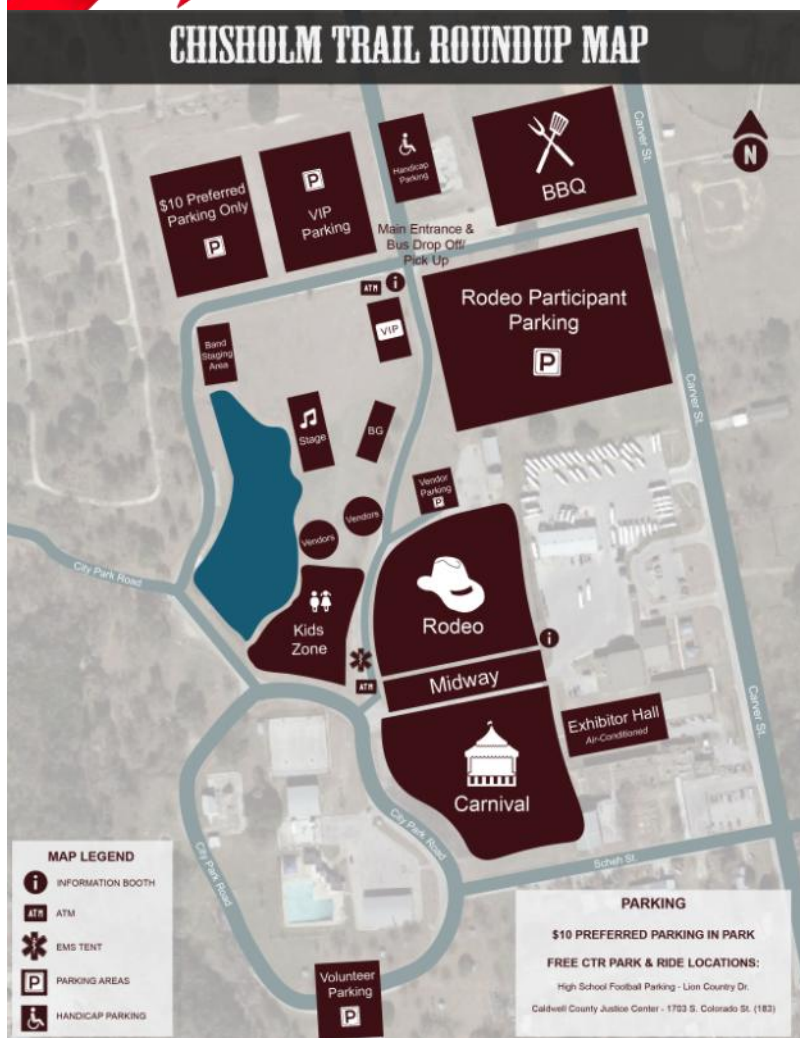 CHISHOLM TRAIL ROUNDUP MAP
Carver St.
N
Handicap
Parking
BBQ
$10 Preferred
Parking Only
P
P
VIP
Parking
Main Entrance &
Bus Drop Off/
Pick Up
ATM
i
VIP
Rodeo Participant
Parking
P
Band
Staging
Area
Stage
BG
Carver St.
Vendor
Parking
P
Vendors
Vendors
City Park Road
Kids
Zone
Rodeo
i
ATM
Midway
Exhibitor Hall
Air-Conditioned
Carver St.
Carnival
City Park Road
City Park Road
Scheh St.
Volunteer
Parking
P
MAP LEGEND
i INFORMATION BOOTH
ATM ATM
EMS TENT
P PARKING AREAS
HANDICAP PARKING
PARKING
$10 PREFERRED PARKING IN PARK
FREE CTR PARK & RIDE LOCATIONS:
High School Football Parking - Lion Country Dr.
Caldwell County Justice Center - 1703 S. Colorado St. (183)